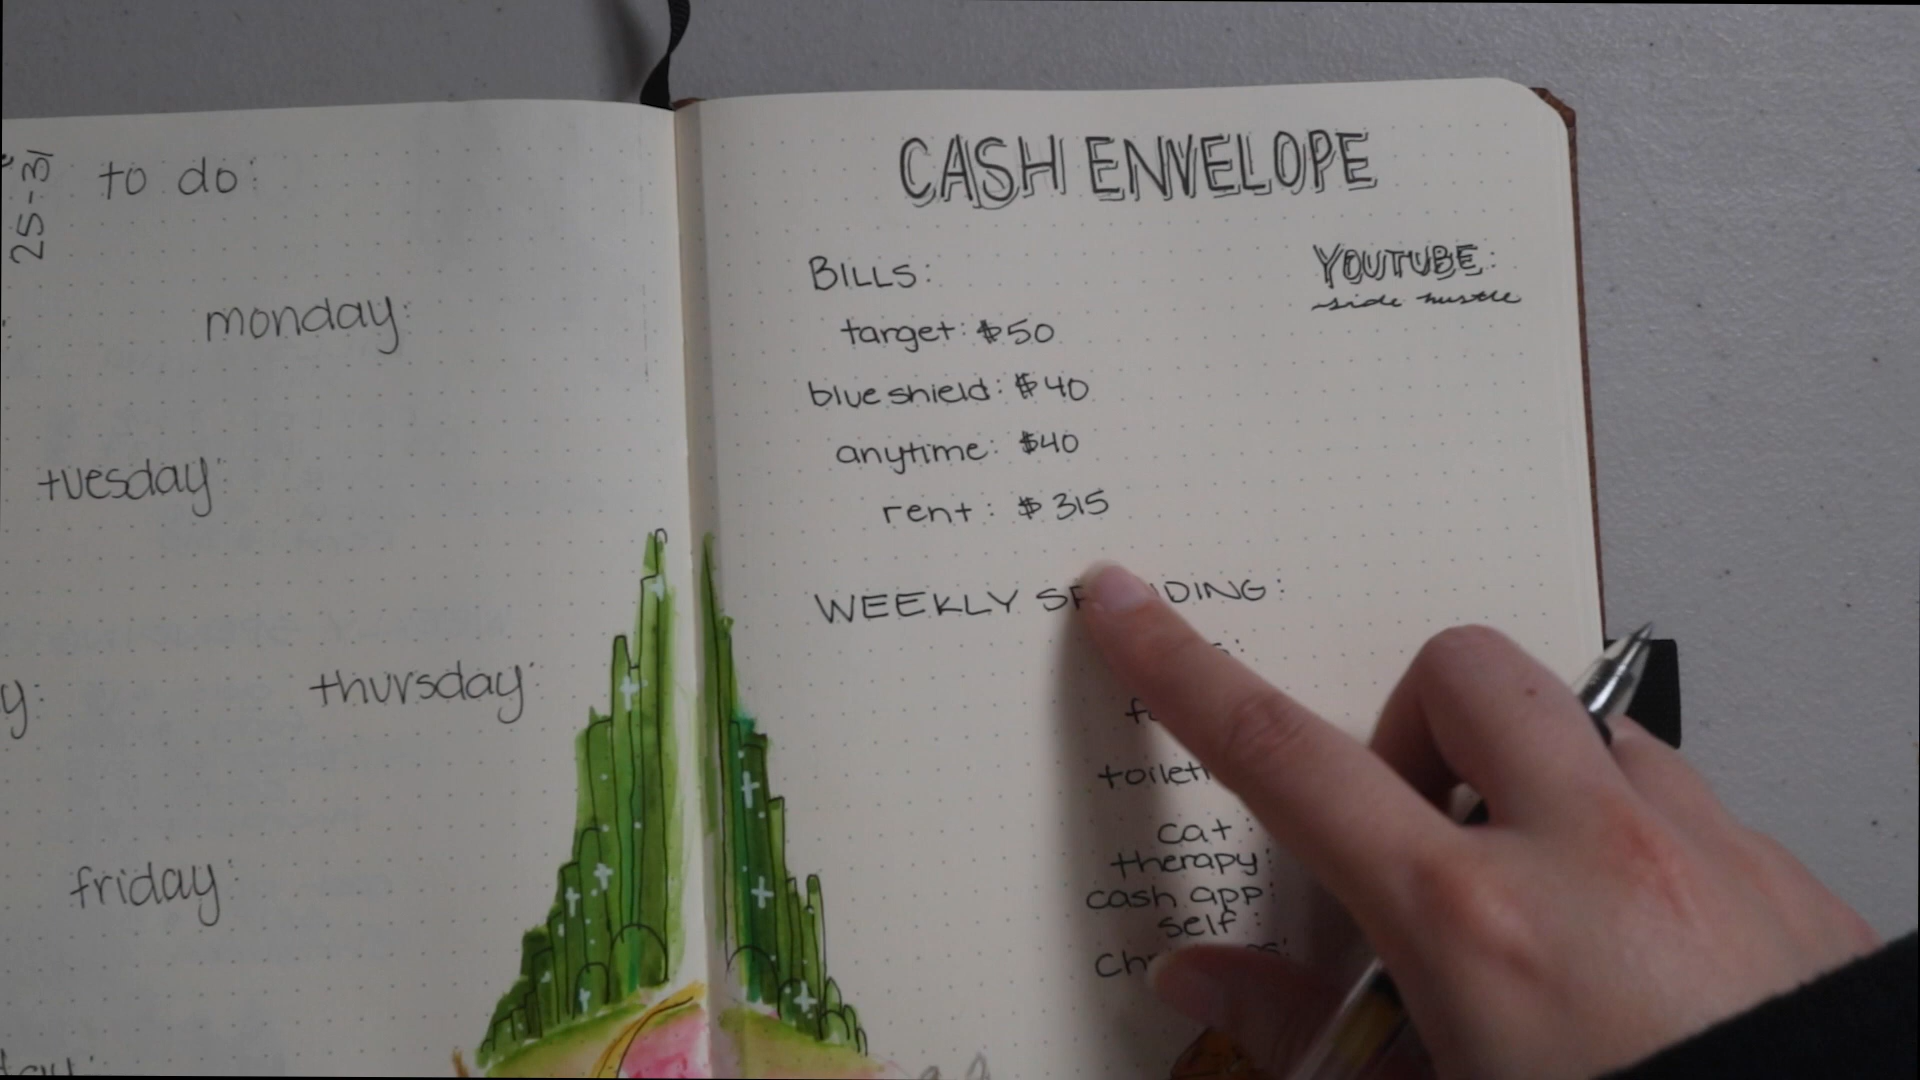 25-31
to do:
monday:
tuesday:
thursday:
friday:
CASH ENVELOPE
BILLS:
target: $50
blue shield: $40
anytime: $40
rent: $315
YOUTUBE:
side hustle
WEEKLY
cat:
therapy:
cash app:
self: